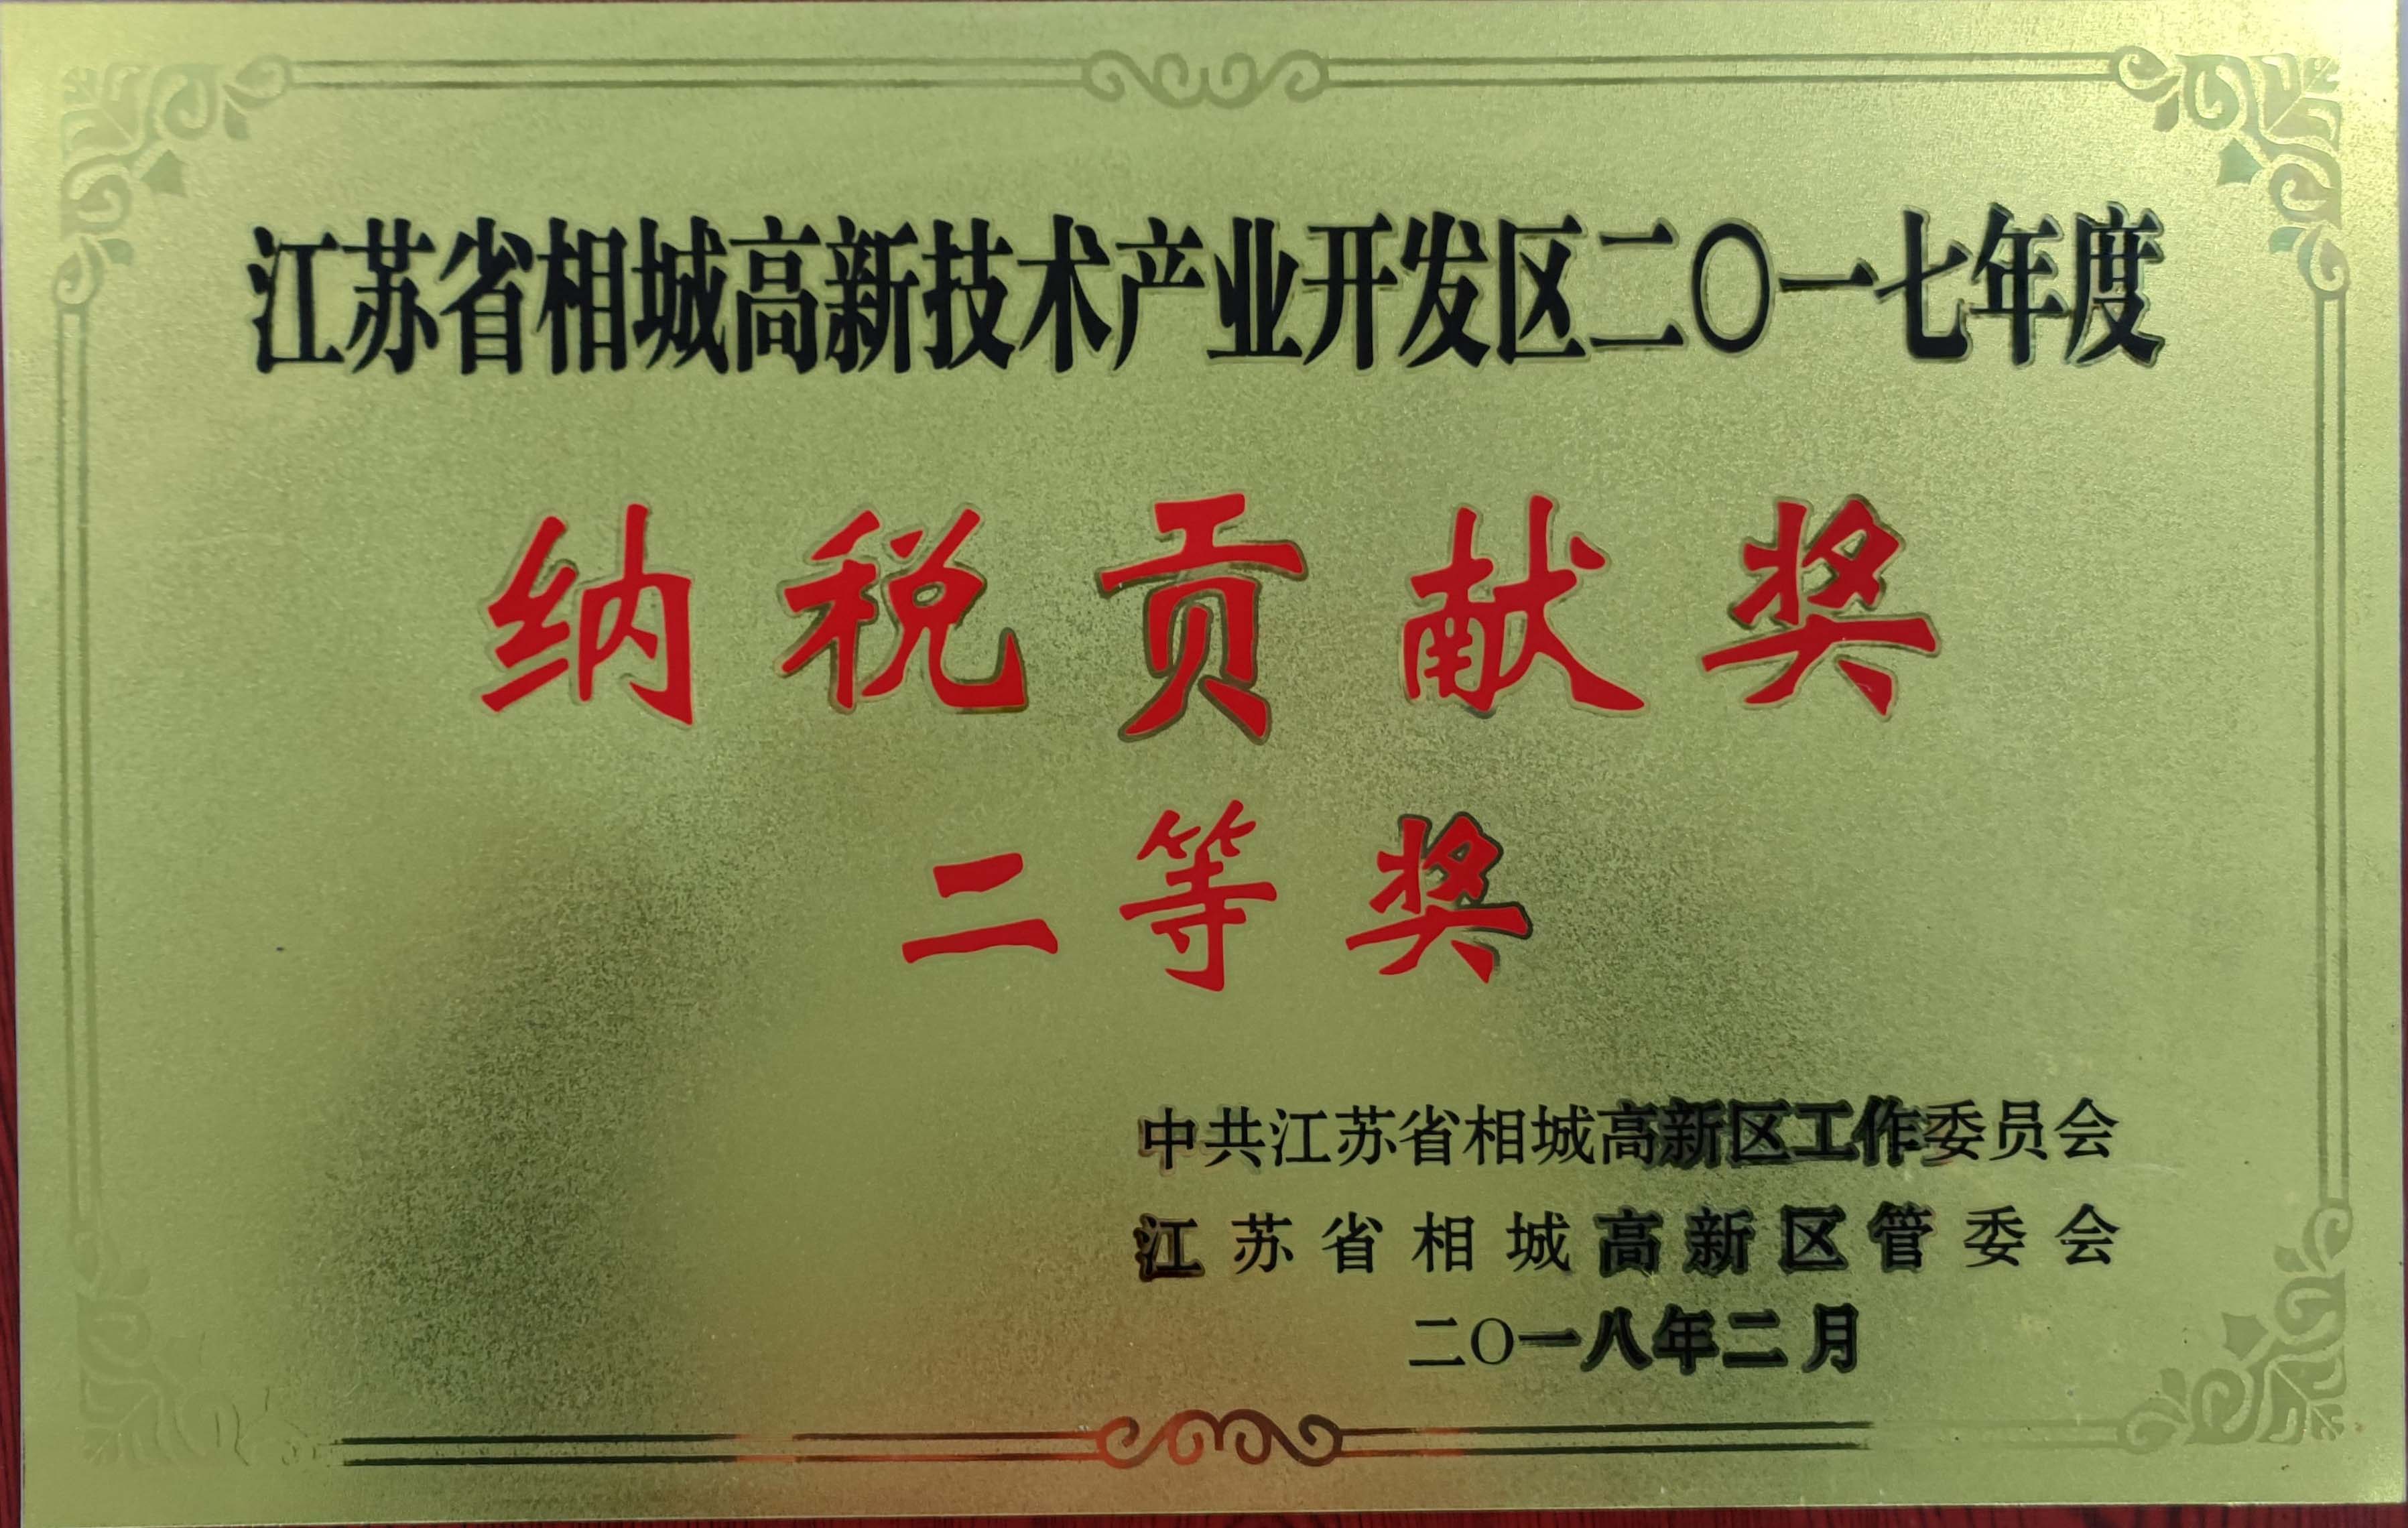 江苏省相城高新技术产业开发区二〇一七年度
纳税贡献奖
二等奖
中共江苏省相城高新区工作委员会
江苏省相城高新区管委会
二〇一八年二月